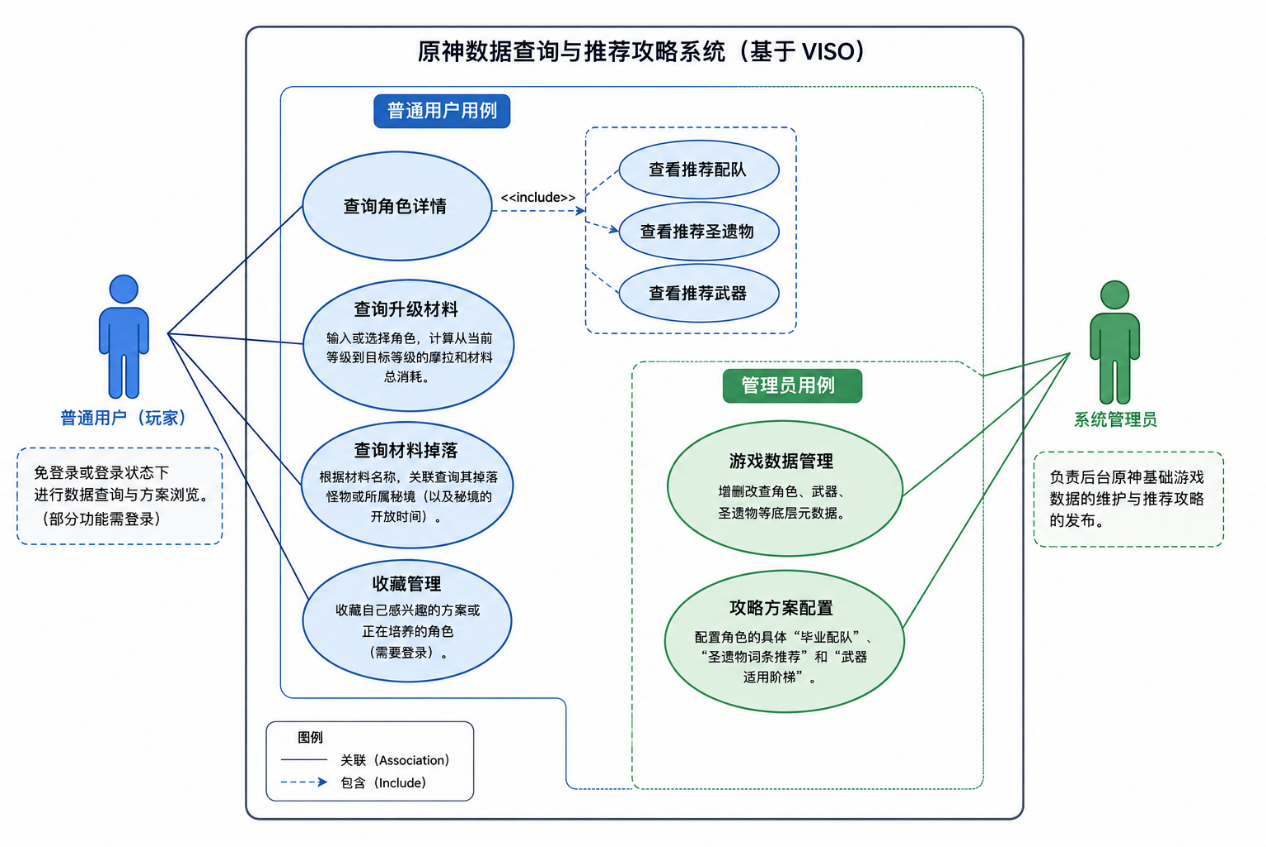 原神数据查询与推荐攻略系统（基于 VISO）
普通用户用例
查询角色详情
<<include>>
查看推荐配队
查看推荐圣遗物
查看推荐武器
查询升级材料
输入或选择角色，计算从当前
等级到目标等级的摩拉和材料
总消耗。
查询材料掉落
根据材料名称，关联查询其掉落
怪物或所属秘境（以及秘境的
开放时间）。
收藏管理
收藏自己感兴趣的方案或
正在培养的角色
（需要登录）。
普通用户（玩家）
免登录或登录状态下
进行数据查询与方案浏览。
（部分功能需登录）
管理员用例
游戏数据管理
增删改查角色、武器、
圣遗物等底层元数据。
攻略方案配置
配置角色的具体“毕业配队”、
“圣遗物词条推荐”和“武器
适用阶梯”。
系统管理员
负责后台原神基础游戏
数据的维护与推荐攻略
的发布。
图例
关联（Association）
包含（Include）